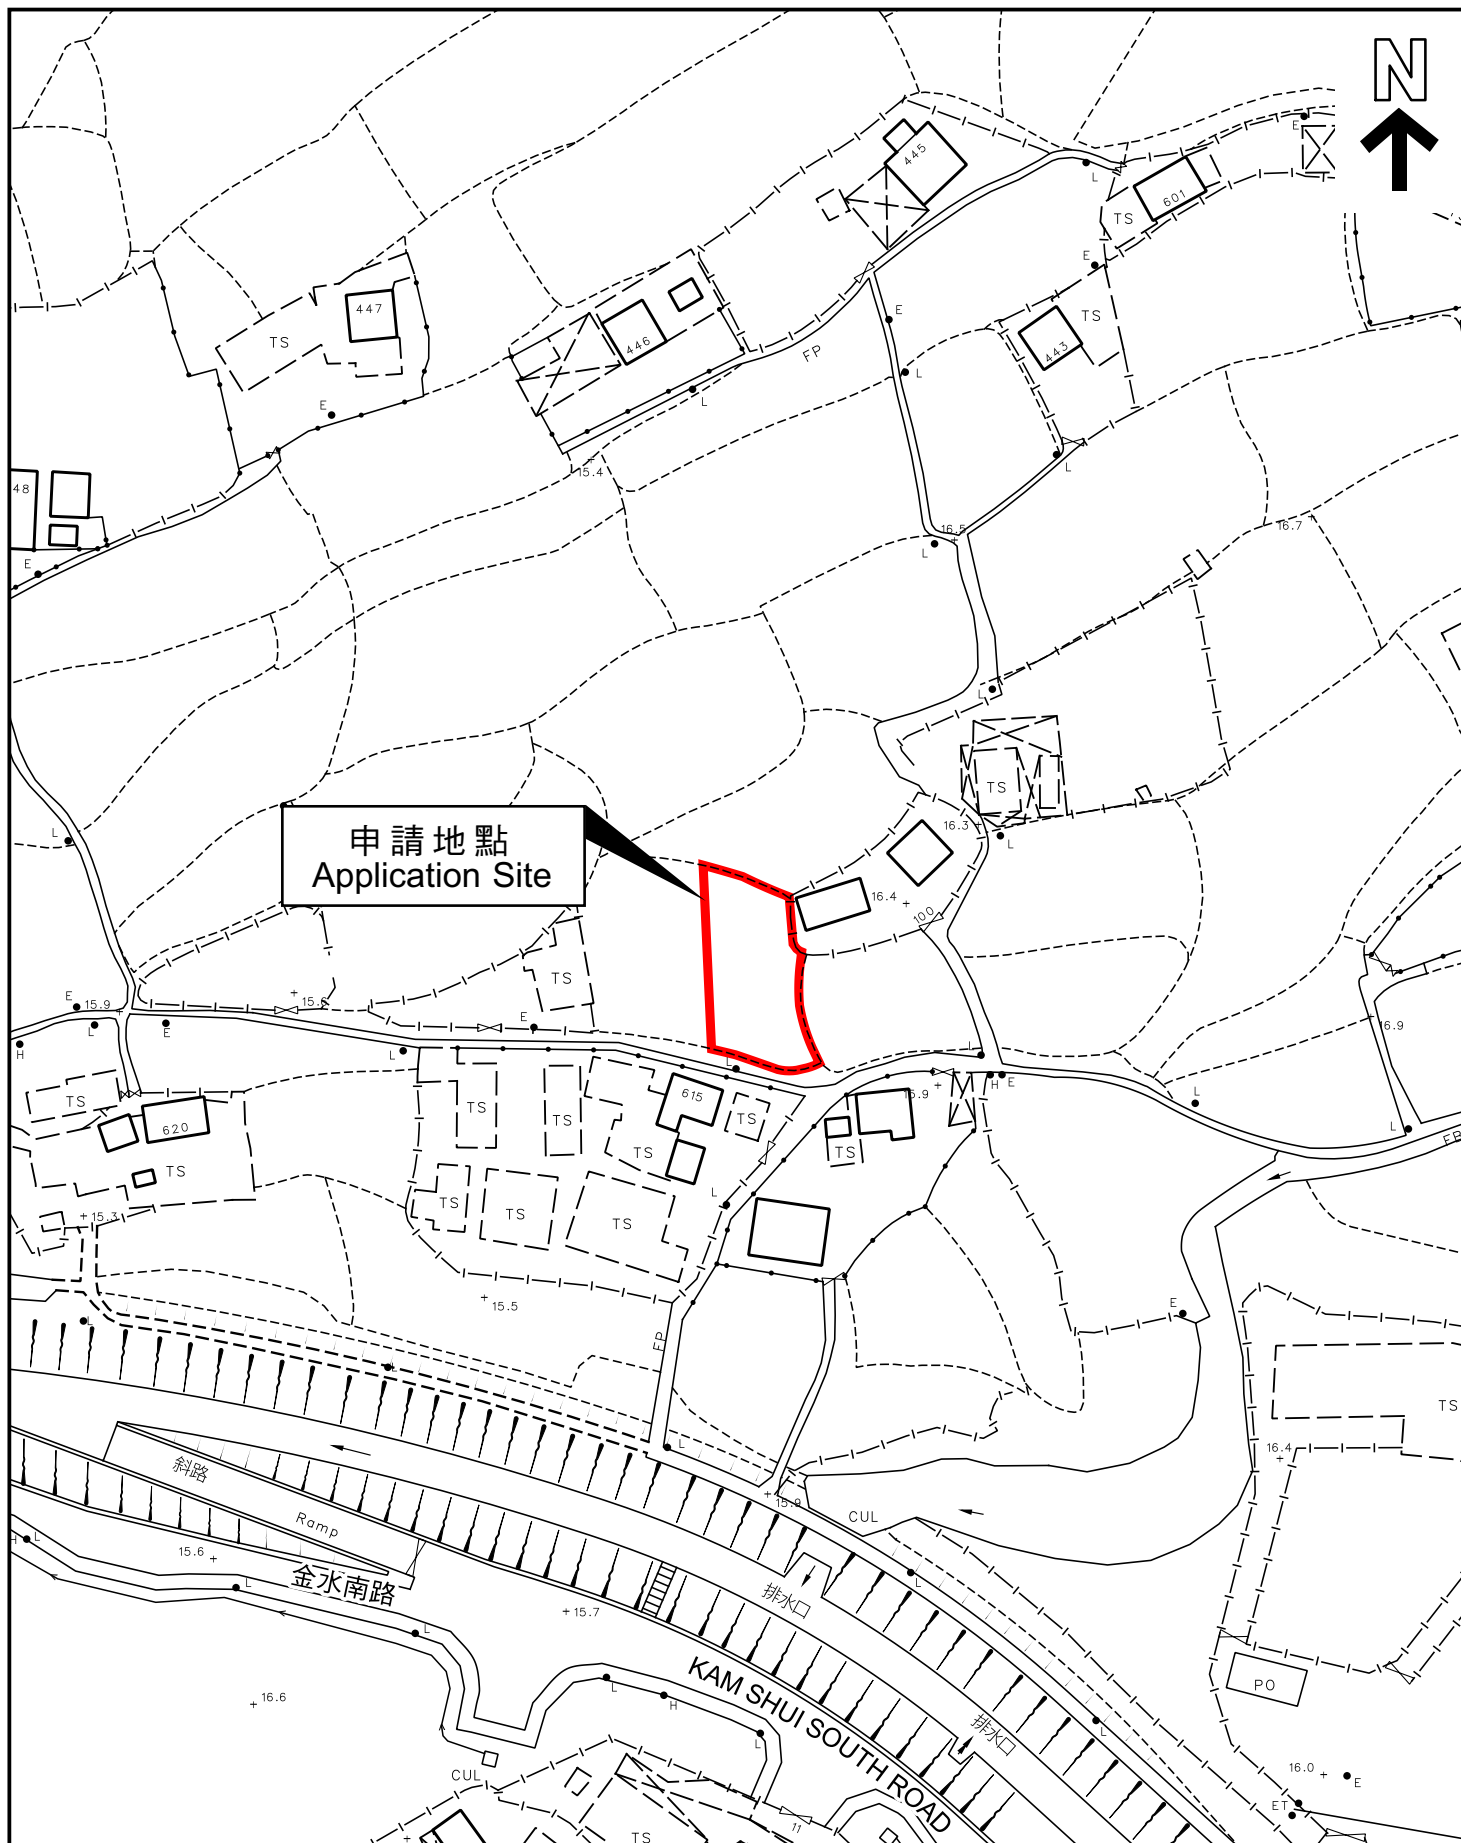 N
445
E
L
601
TS
E
447
TS
E
TS
446
443
FP
L
L
E
L
15.4
48
16.7
16.5
L
E
L
TS
L
申請地點
Application Site
16.3
L
16.4
100
TS
E
15.9
15.6
E
L
E
H
L
L
L
16.9
H
E
15.9
L
L
FP
TS
620
TS
TS
TS
615
TS
TS
TS
TS
TS
TS
L
15.3
15.5
L
E
FP
L
TS
16.4
L
15.9
CUL
斜路
Ramp
H
L
15.6
L
金水南路
L
15.7
排水口
L
KAM SHUI SOUTH ROAD
16.6
L
H
L
L
排水口
PO
CUL
16.0
E
ET
11
TS